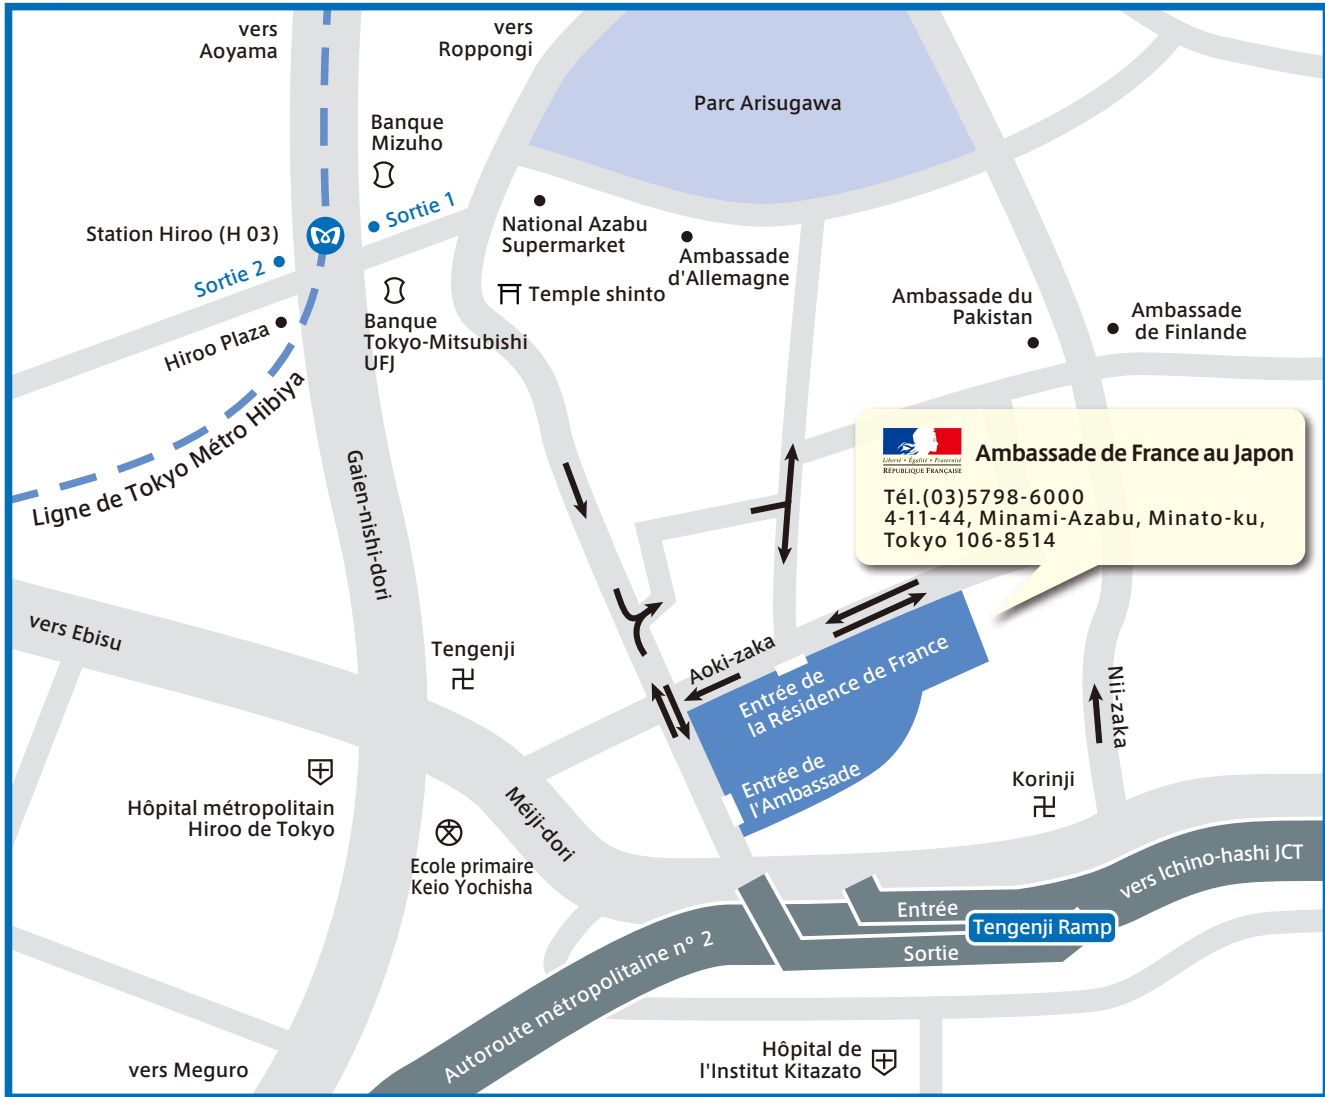 vers
Aoyama
vers
Roppongi
Parc Arisugawa
Banque
Mizuho
Sortie 1
Station Hiroo (H 03)
Sortie 2
National Azabu
Supermarket
Ambassade
d'Allemagne
Temple shinto
Ambassade du
Pakistan
Ambassade
de Finlande
Hiroo Plaza
Banque
Tokyo-Mitsubishi
UFJ
Ligne de Tokyo Métro Hibiya
Gaien-nishi-dori
Liberté • Égalité • Fraternité
RÉPUBLIQUE FRANÇAISE
Ambassade de France au Japon
Tél.(03)5798-6000
4-11-44, Minami-Azabu, Minato-ku,
Tokyo 106-8514
vers Ebisu
Tengenji
Aoki-zaka
Entrée de
la Résidence de France
Entrée de
l'Ambassade
Nii-zaka
Korinji
Hôpital métropolitain
Hiroo de Tokyo
Méiji-dori
Ecole primaire
Keio Yochisha
vers Ichino-hashi JCT
Entrée
Tengenji Ramp
Sortie
Autoroute métropolitaine nº 2
Hôpital de
l'Institut Kitazato
vers Meguro